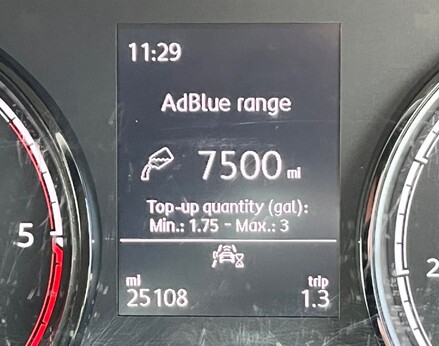 11:29
AdBlue range
7500 mi
Top-up quantity (gal):
Min.: 1.75 - Max.: 3
mi trip
25108 1.3
5
2